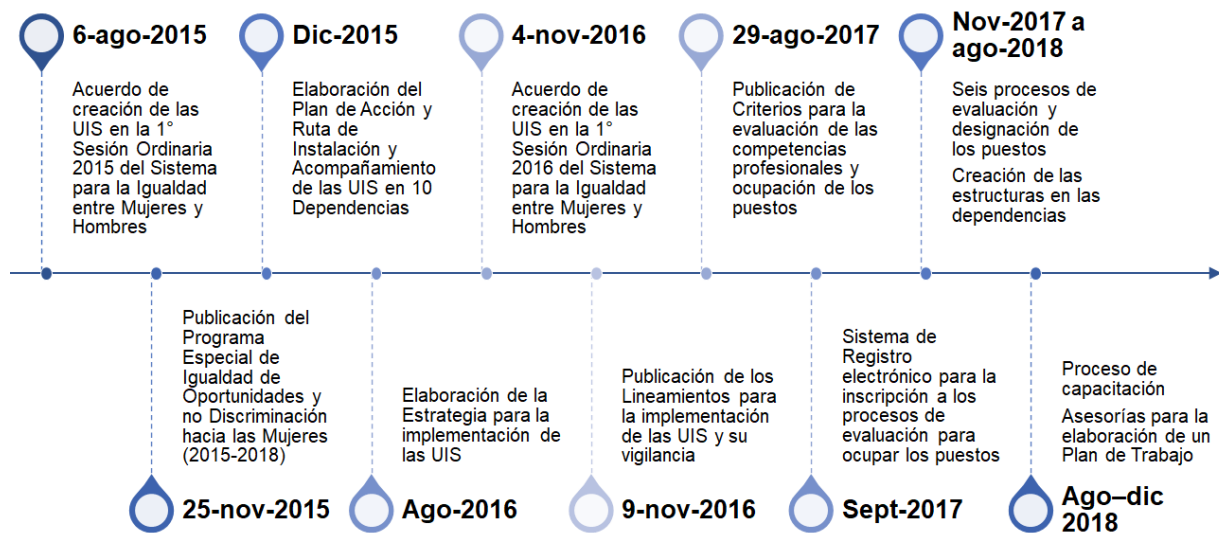 6-ago-2015
Acuerdo de
creación de las
UIS en la 1°
Sesión Ordinaria
2015 del Sistema
para la Igualdad
entre Mujeres y
Hombres
25-nov-2015
Publicación del
Programa
Especial de
Igualdad de
Oportunidades y
no Discriminación
hacia las Mujeres
(2015-2018)
Dic-2015
Elaboración del
Plan de Acción y
Ruta de
Instalación y
Acompañamiento
de las UIS en 10
Dependencias
Ago-2016
Elaboración de la
Estrategia para la
implementación de
las UIS
4-nov-2016
Acuerdo de
creación de las
UIS en la 1°
Sesión Ordinaria
2016 del Sistema
para la Igualdad
entre Mujeres y
Hombres
9-nov-2016
Publicación de los
Lineamientos para
la implementación
de las UIS y su
vigilancia
29-ago-2017
Publicación de
Criterios para la
evaluación de las
competencias
profesionales y
ocupación de los
puestos
Sept-2017
Sistema de
Registro
electrónico para la
inscripción a los
procesos de
evaluación para
ocupar los puestos
Nov-2017 a
ago-2018
Seis procesos de
evaluación y
designación de
los puestos
Creación de las
estructuras en las
dependencias
Ago–dic
2018
Proceso de
capacitación
Asesorías para la
elaboración de un
Plan de Trabajo